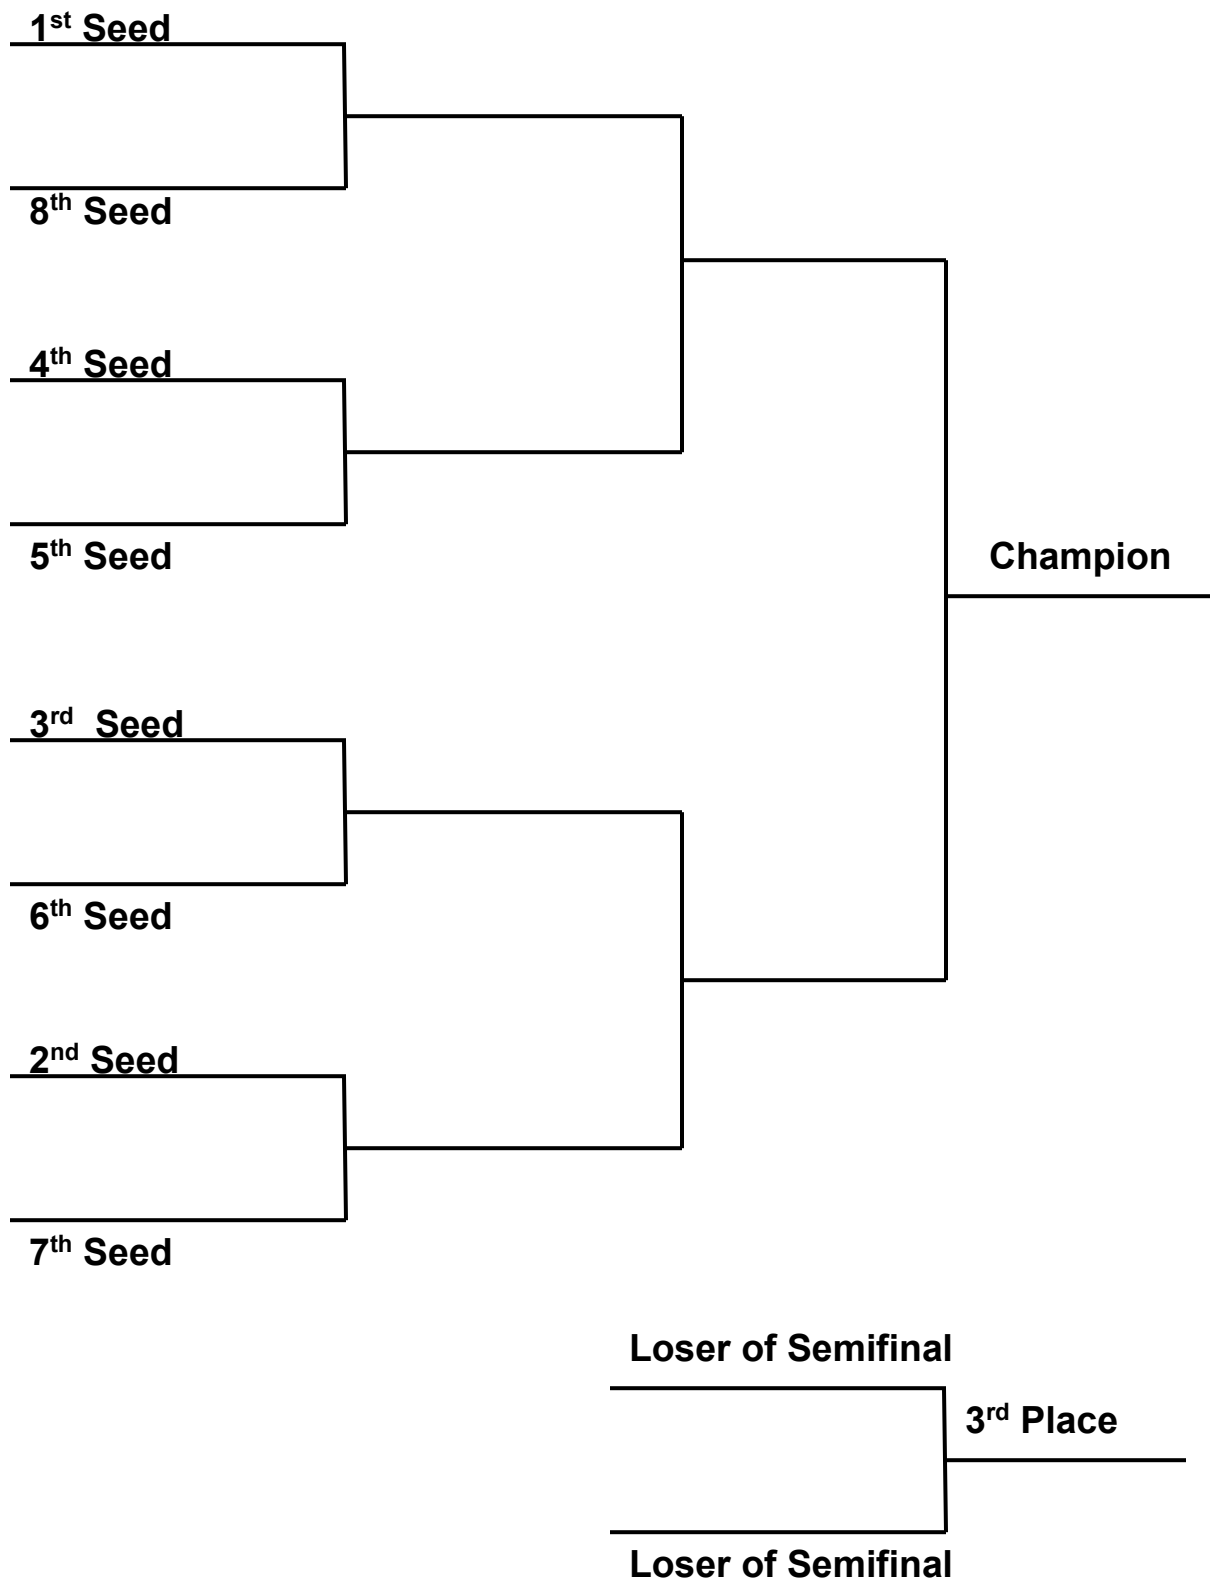 1st Seed
8th Seed
4th Seed
5th Seed
Champion
3rd  Seed
6th Seed
2nd Seed
7th Seed
Loser of Semifinal
3rd Place
Loser of Semifinal